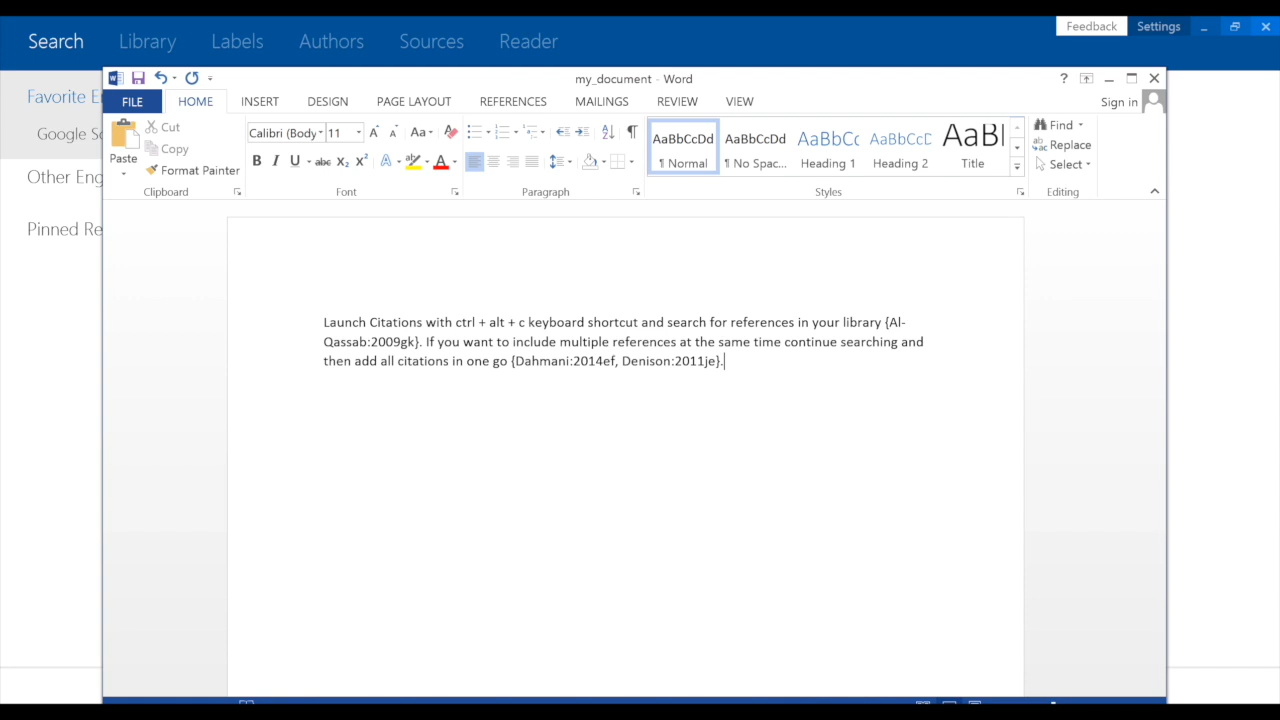 Search Library Labels Authors Sources Reader
Feedback Settings
Favorite
Google
Other Eng
Pinned Re
my_document - Word
FILE HOME INSERT DESIGN PAGE LAYOUT REFERENCES MAILINGS REVIEW VIEW
Sign in
Paste
Cut
Copy
Format Painter
Clipboard
Calibri (Body 11
Font
Paragraph
AaBbCcDd AaBbCcDd AaBbCc AaBbCcD AaB
¶ Normal ¶ No Spac... Heading 1 Heading 2 Title
Styles
Find
Replace
Select
Editing
Launch Citations with ctrl + alt + c keyboard shortcut and search for references in your library {Al-
Qassab:2009gk}. If you want to include multiple references at the same time continue searching and
then add all citations in one go {Dahmani:2014ef, Denison:2011je}.